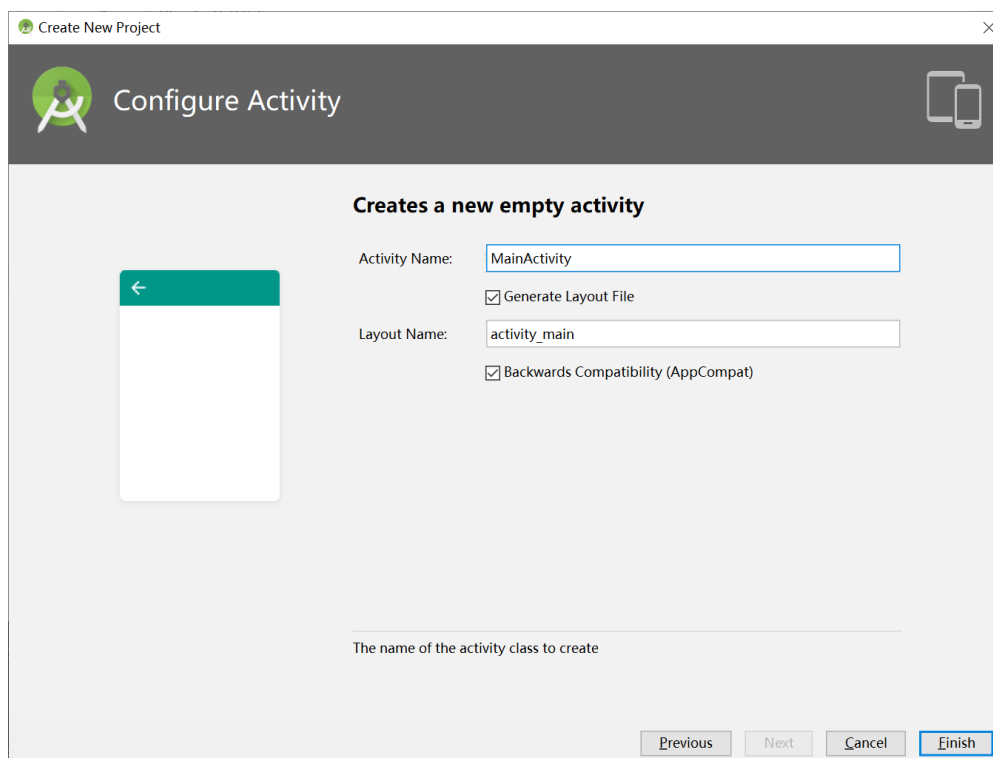 Create New Project
Configure Activity
Creates a new empty activity
Activity Name: MainActivity
Generate Layout File
Layout Name: activity_main
Backwards Compatibility (AppCompat)
The name of the activity class to create
Previous Next Cancel Finish